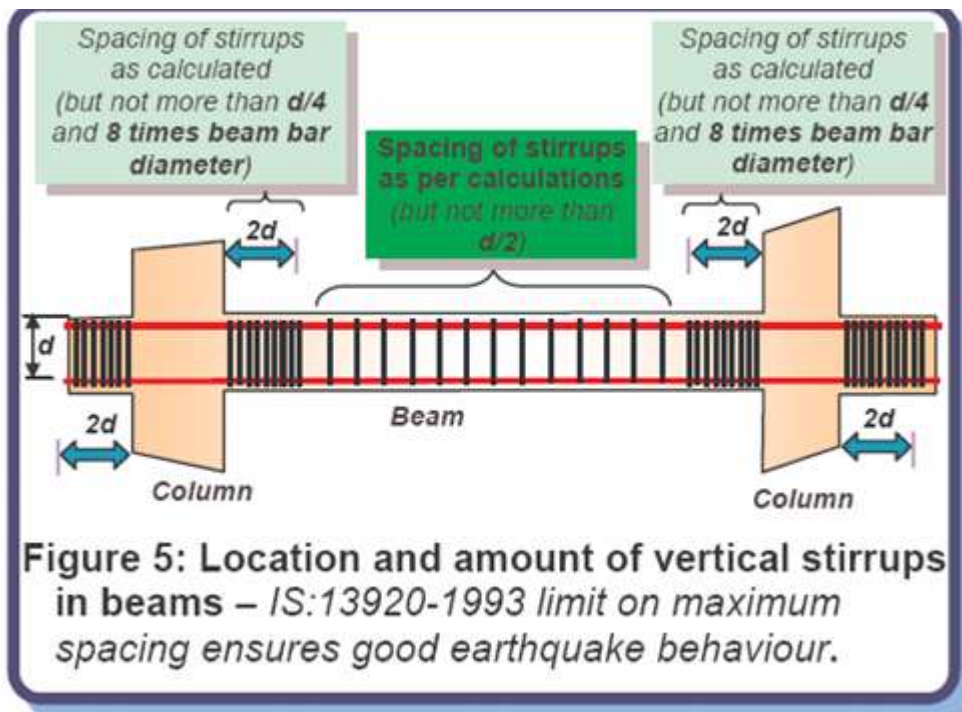 Spacing of stirrups
as calculated
(but not more than d/4
and 8 times beam bar
diameter)
Spacing of stirrups
as calculated
(but not more than d/4
and 8 times beam bar
diameter)
Spacing of stirrups
as per calculations
(but not more than
d/2)
2d
2d
d
Beam
2d
2d
Column
Column
Figure 5: Location and amount of vertical stirrups
in beams – IS:13920-1993 limit on maximum
spacing ensures good earthquake behaviour.